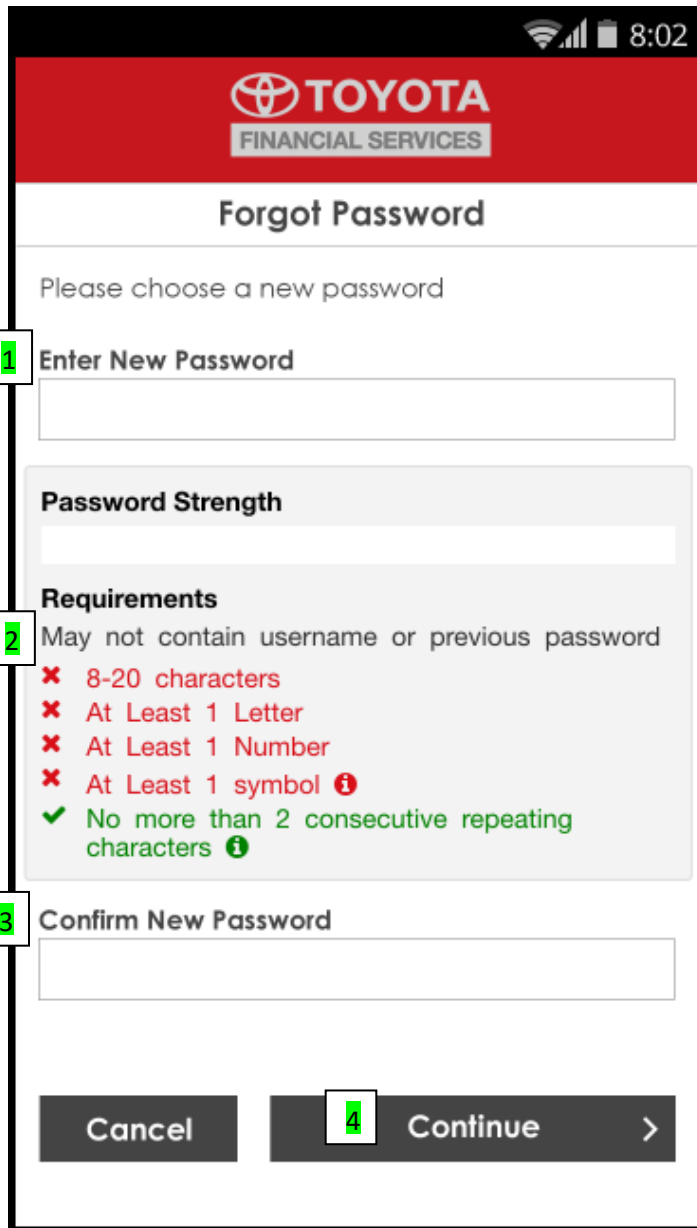 8:02
TOYOTA
FINANCIAL SERVICES
Forgot Password
Please choose a new password
1 Enter New Password
Password Strength
Requirements
2 May not contain username or previous password
8-20 characters
At Least 1 Letter
At Least 1 Number
At Least 1 symbol
No more than 2 consecutive repeating
characters
3 Confirm New Password
Cancel 4 Continue